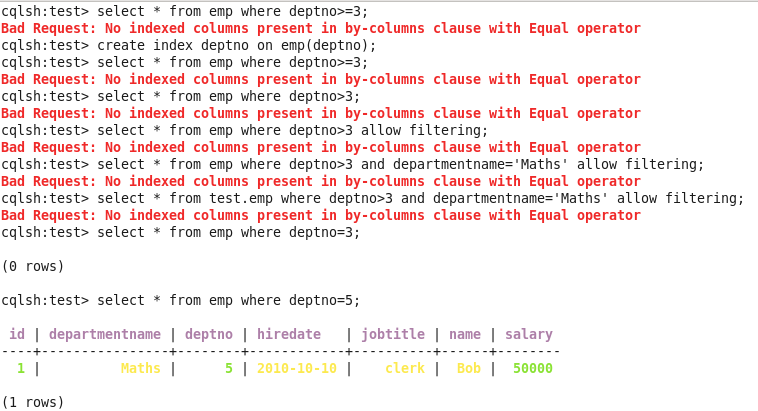 cqlsh:test> select * from emp where deptno>=3;
Bad Request: No indexed columns present in by-columns clause with Equal operator
cqlsh:test> create index deptno on emp(deptno);
cqlsh:test> select * from emp where deptno>=3;
Bad Request: No indexed columns present in by-columns clause with Equal operator
cqlsh:test> select * from emp where deptno>3;
Bad Request: No indexed columns present in by-columns clause with Equal operator
cqlsh:test> select * from emp where deptno>3 allow filtering;
Bad Request: No indexed columns present in by-columns clause with Equal operator
cqlsh:test> select * from emp where deptno>3 and departmentname='Maths' allow filtering;
Bad Request: No indexed columns present in by-columns clause with Equal operator
cqlsh:test> select * from test.emp where deptno>3 and departmentname='Maths' allow filtering;
Bad Request: No indexed columns present in by-columns clause with Equal operator
cqlsh:test> select * from emp where deptno=3;
(0 rows)
cqlsh:test> select * from emp where deptno=5;
 id | departmentname | deptno | hiredate   | jobtitle | name | salary
----+----------------+--------+------------+----------+------+--------
  1 |          Maths |      5 | 2010-10-10 |    clerk |  Bob |  50000
(1 rows)